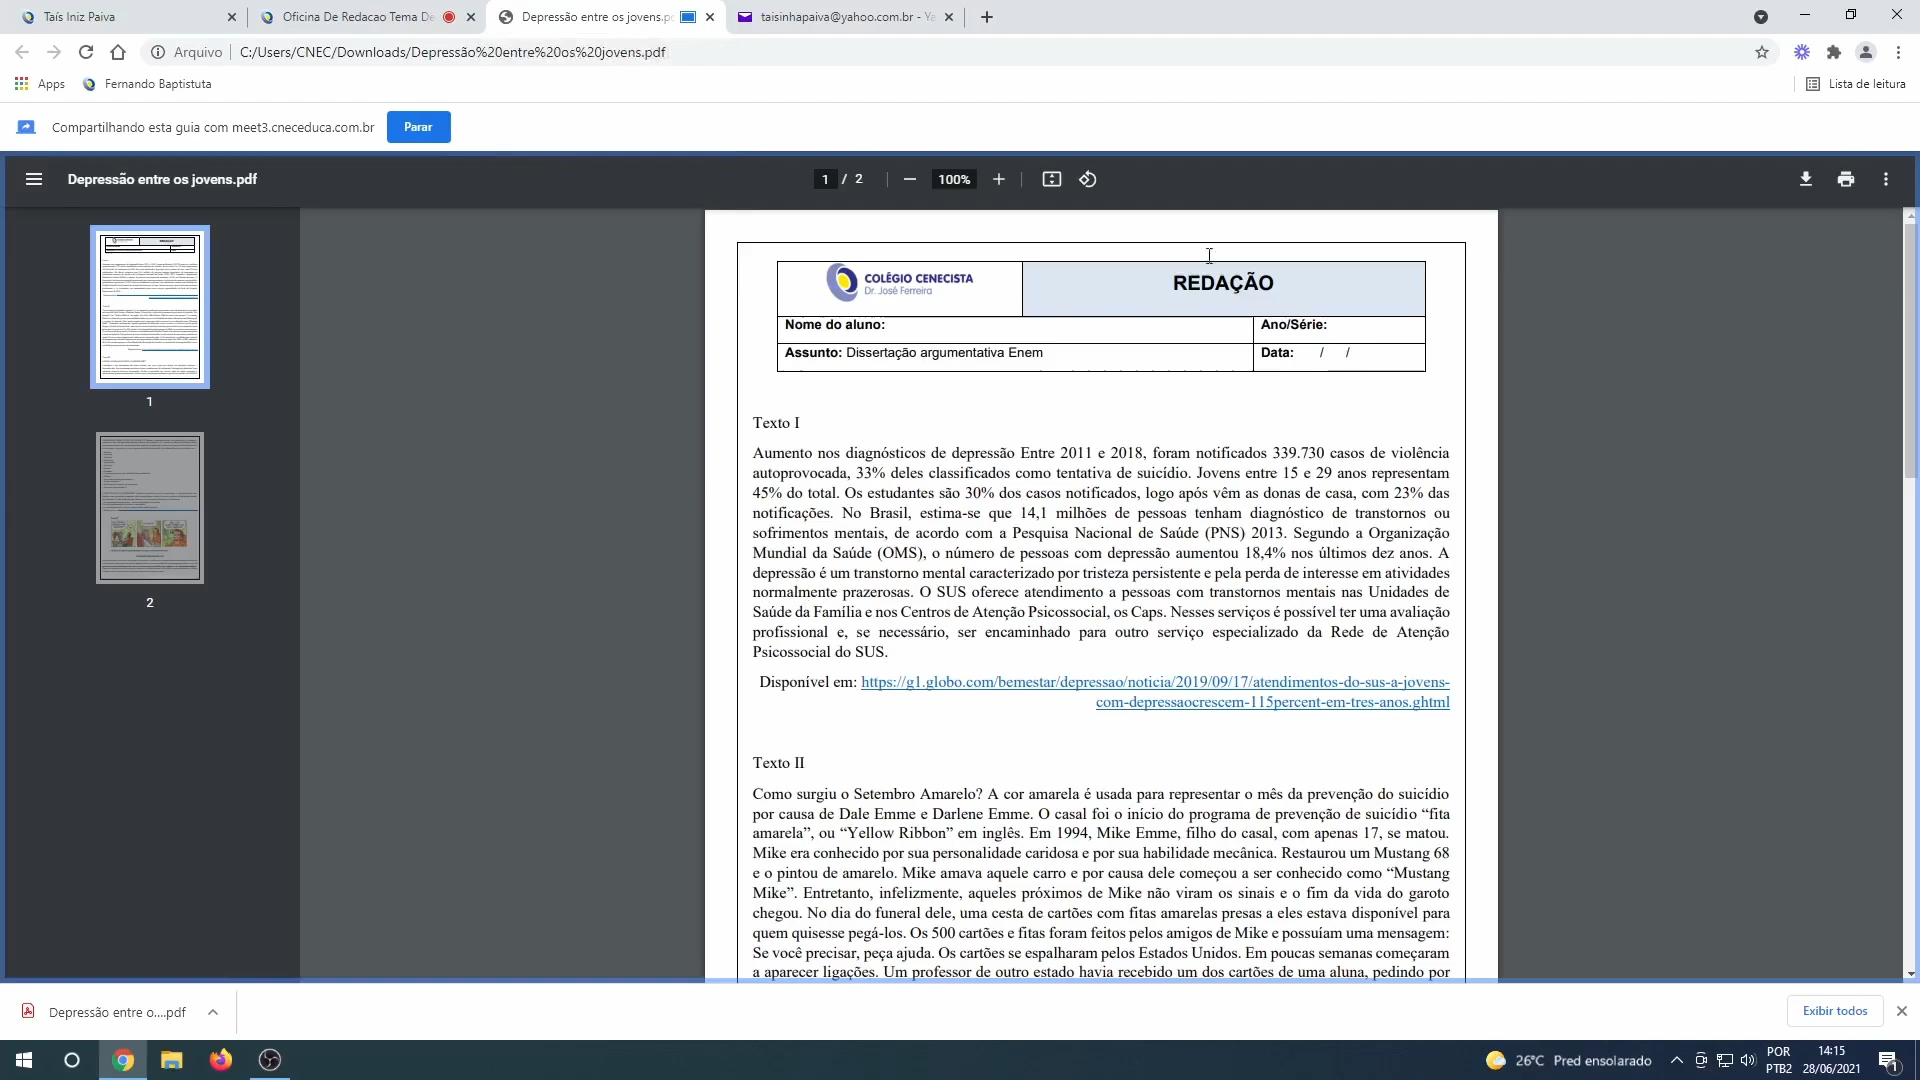 Taís Iniz Paiva
Oficina De Redacao Tema De
Depressão entre os jovens.p
taisinhapaiva@yahoo.com.br - Ya
Arquivo
C:/Users/CNEC/Downloads/Depressão%20entre%20os%20jovens.pdf
Apps
Fernando Baptistuta
Lista de leitura
Compartilhando esta guia com meet3.cneceduca.com.br
Parar
Depressão entre os jovens.pdf
1 / 2
100%
1
2
COLÉGIO CENECISTA
Dr. José Ferreira
REDAÇÃO
Nome do aluno:
Ano/Série:
Assunto: Dissertação argumentativa Enem
Data: / /
Texto I
Aumento nos diagnósticos de depressão Entre 2011 e 2018, foram notificados 339.730 casos de violência
autoprovocada, 33% deles classificados como tentativa de suicídio. Jovens entre 15 e 29 anos representam
45% do total. Os estudantes são 30% dos casos notificados, logo após vêm as donas de casa, com 23% das
notificações. No Brasil, estima-se que 14,1 milhões de pessoas tenham diagnóstico de transtornos ou
sofrimentos mentais, de acordo com a Pesquisa Nacional de Saúde (PNS) 2013. Segundo a Organização
Mundial da Saúde (OMS), o número de pessoas com depressão aumentou 18,4% nos últimos dez anos. A
depressão é um transtorno mental caracterizado por tristeza persistente e pela perda de interesse em atividades
normalmente prazerosas. O SUS oferece atendimento a pessoas com transtornos mentais nas Unidades de
Saúde da Família e nos Centros de Atenção Psicossocial, os Caps. Nesses serviços é possível ter uma avaliação
profissional e, se necessário, ser encaminhado para outro serviço especializado da Rede de Atenção
Psicossocial do SUS.
Disponível em: https://g1.globo.com/bemestar/depressao/noticia/2019/09/17/atendimentos-do-sus-a-jovens-
com-depressaocrescem-115percent-em-tres-anos.ghtml
Texto II
Como surgiu o Setembro Amarelo? A cor amarela é usada para representar o mês da prevenção do suicídio
por causa de Dale Emme e Darlene Emme. O casal foi o início do programa de prevenção de suicídio “fita
amarela”, ou “Yellow Ribbon” em inglês. Em 1994, Mike Emme, filho do casal, com apenas 17, se matou.
Mike era conhecido por sua personalidade caridosa e por sua habilidade mecânica. Restaurou um Mustang 68
e o pintou de amarelo. Mike amava aquele carro e por causa dele começou a ser conhecido como “Mustang
Mike”. Entretanto, infelizmente, aqueles próximos de Mike não viram os sinais e o fim da vida do garoto
chegou. No dia do funeral dele, uma cesta de cartões com fitas amarelas presas a eles estava disponível para
quem quisesse pegá-los. Os 500 cartões e fitas foram feitos pelos amigos de Mike e possuíam uma mensagem:
Se você precisar, peça ajuda. Os cartões se espalharam pelos Estados Unidos. Em poucas semanas começaram
a aparecer ligações. Um professor de outro estado havia recebido um dos cartões de uma aluna, pedindo por
Depressão entre o....pdf
Exibir todos
26°C Pred ensolarado
POR
PTB2
14:15
28/06/2021
1